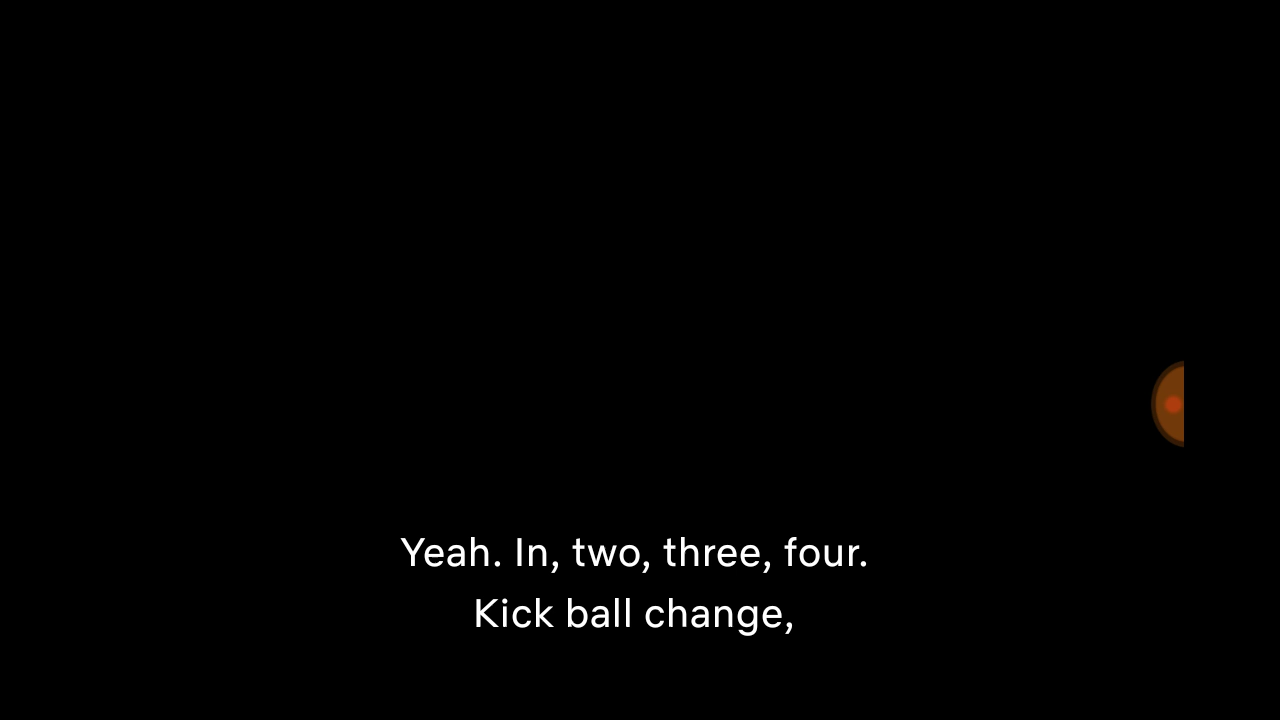 Yeah. In, two, three, four.
Kick ball change,